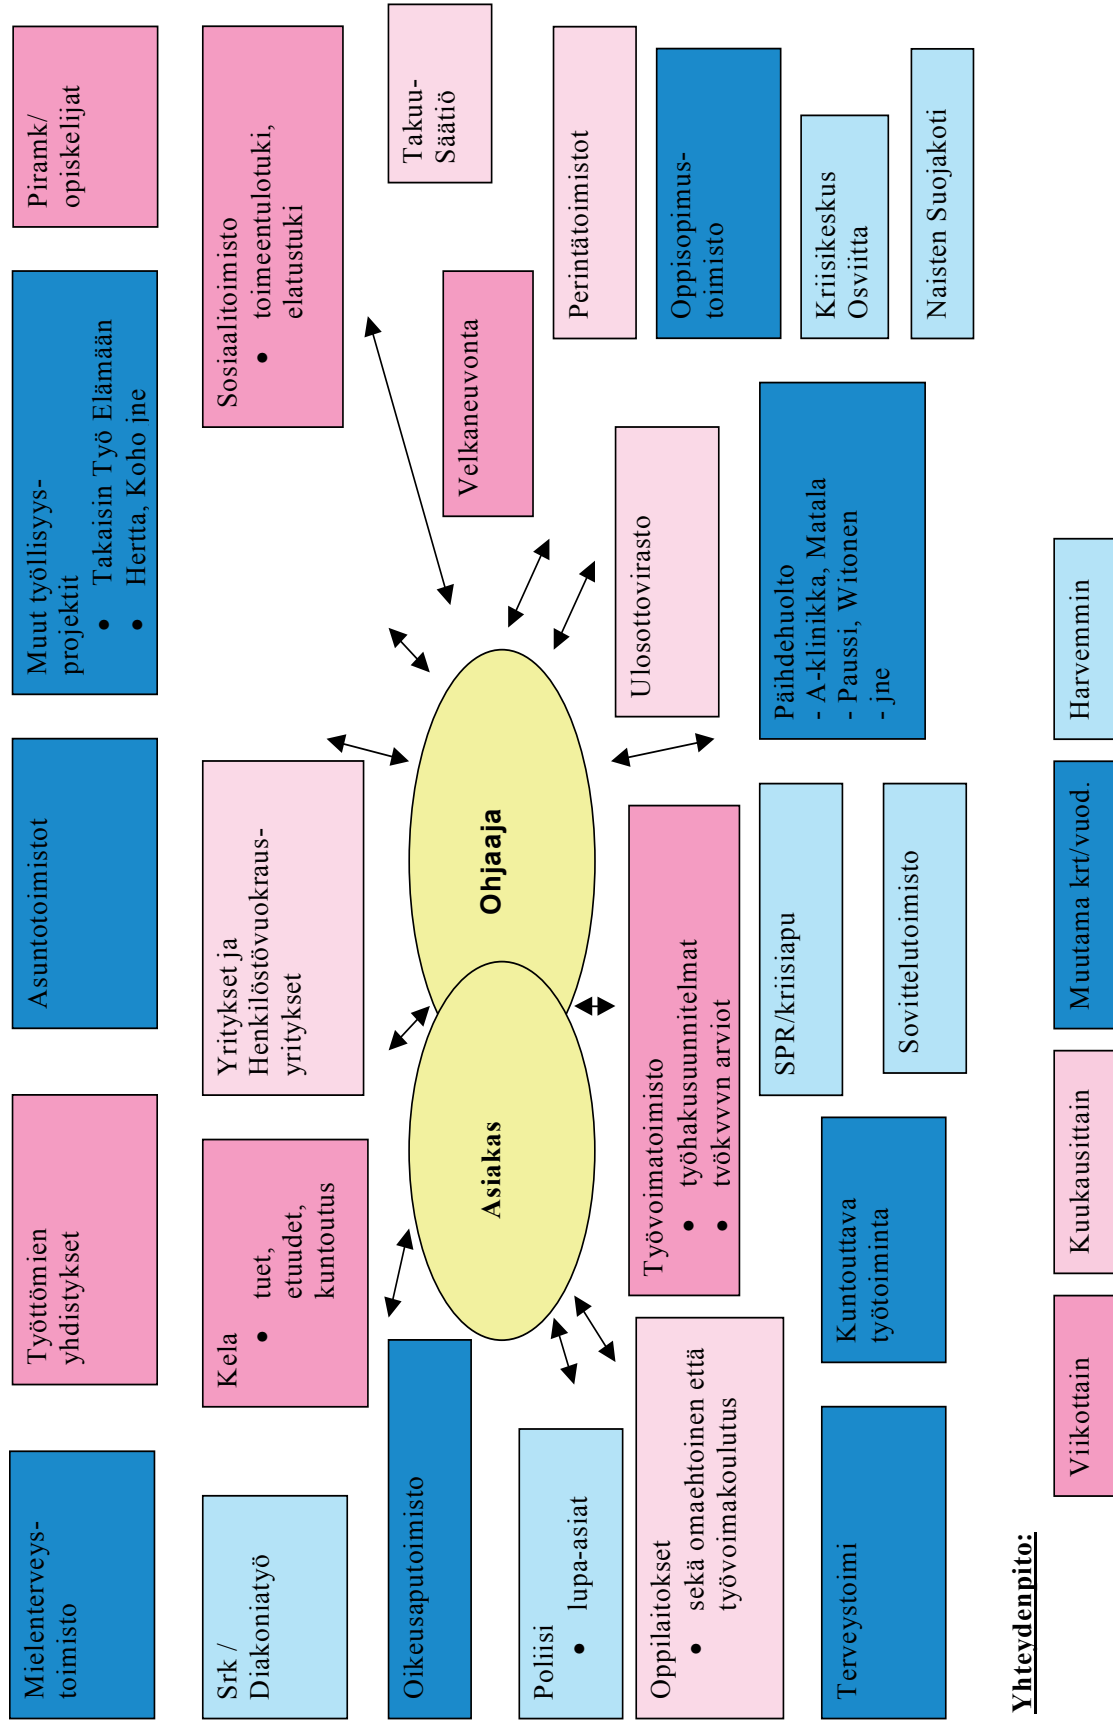 Mielenterveys-
toimisto
Työttömien
yhdistykset
Asuntotoimistot
Muut työllisyys-
projektit
• Takaisin Työ Elämään
• Hertta, Koho jne
Piramk/
opiskelijat
Srk /
Diakoniatyö
Kela
• tuet,
etuudet,
kuntoutus
Yritykset ja
Henkilöstövuokraus-
yritykset
Sosiaalitoimisto
• toimeentulotuki,
elatustuki
Oikeusaputoimisto
Takuu-
Säätiö
Velkaneuvonta
Asiakas
Ohjaaja
Poliisi
• lupa-asiat
Perintätoimistot
Oppilaitokset
• sekä omaehtoinen että
työvoimakoulutus
Työvoimatoimisto
• työhakusuunnitelmat
• tvökvvn arviot
Ulosottovirasto
Oppisopimus-
toimisto
SPR/kriisiapu
Päihdehuolto
- A-klinikka, Matala
- Paussi, Witonen
- jne
Kriisikeskus
Osviitta
Terveystoimi
Kuntouttava
työtoiminta
Sovittelutoimisto
Naisten Suojakoti
Yhteydenpito:
Viikottain
Kuukausittain
Muutama krt/vuod.
Harvemmin